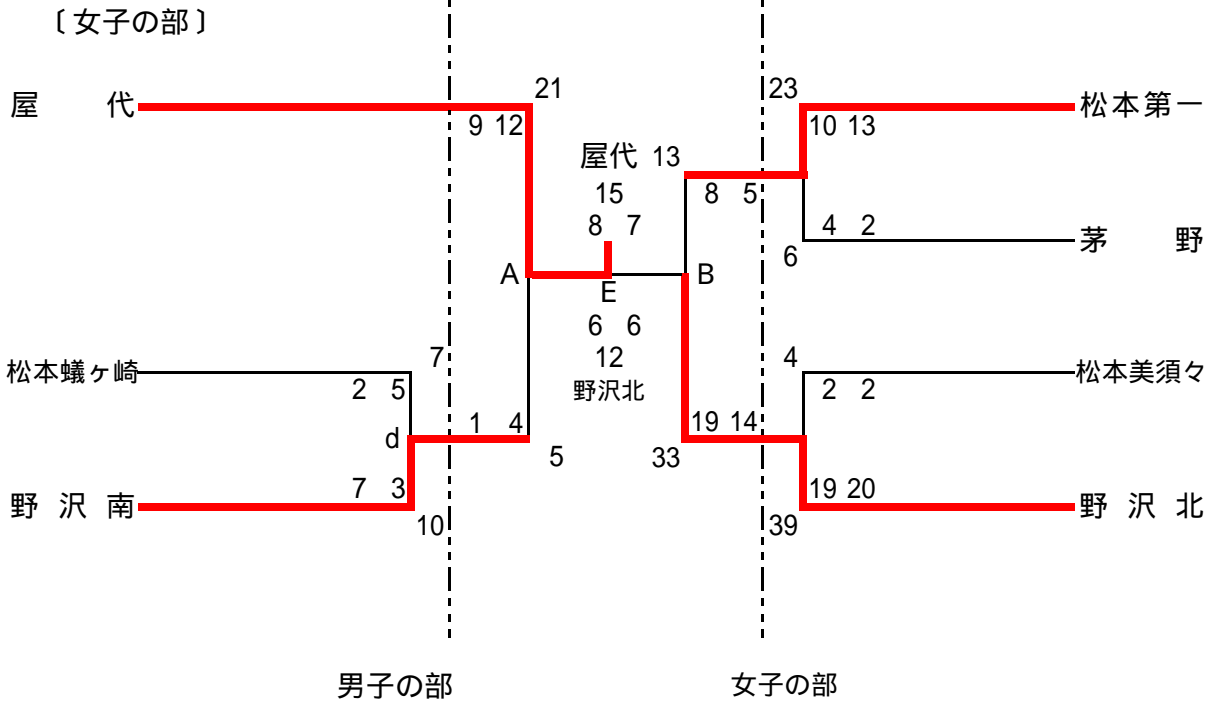 〔 女子の部 〕
屋 代
21
23
松本第一
9 12
10 13
屋代 13
15
8 5
8 7
4 2
茅 野
6
A
B
E
6 6
7
12
4
松本蟻ヶ崎
松本美須々
2 5
野沢北
2 2
1 4
19 14
d
5
33
7 3
19 20
野 沢 南
野 沢 北
10
39
男子の部
女子の部